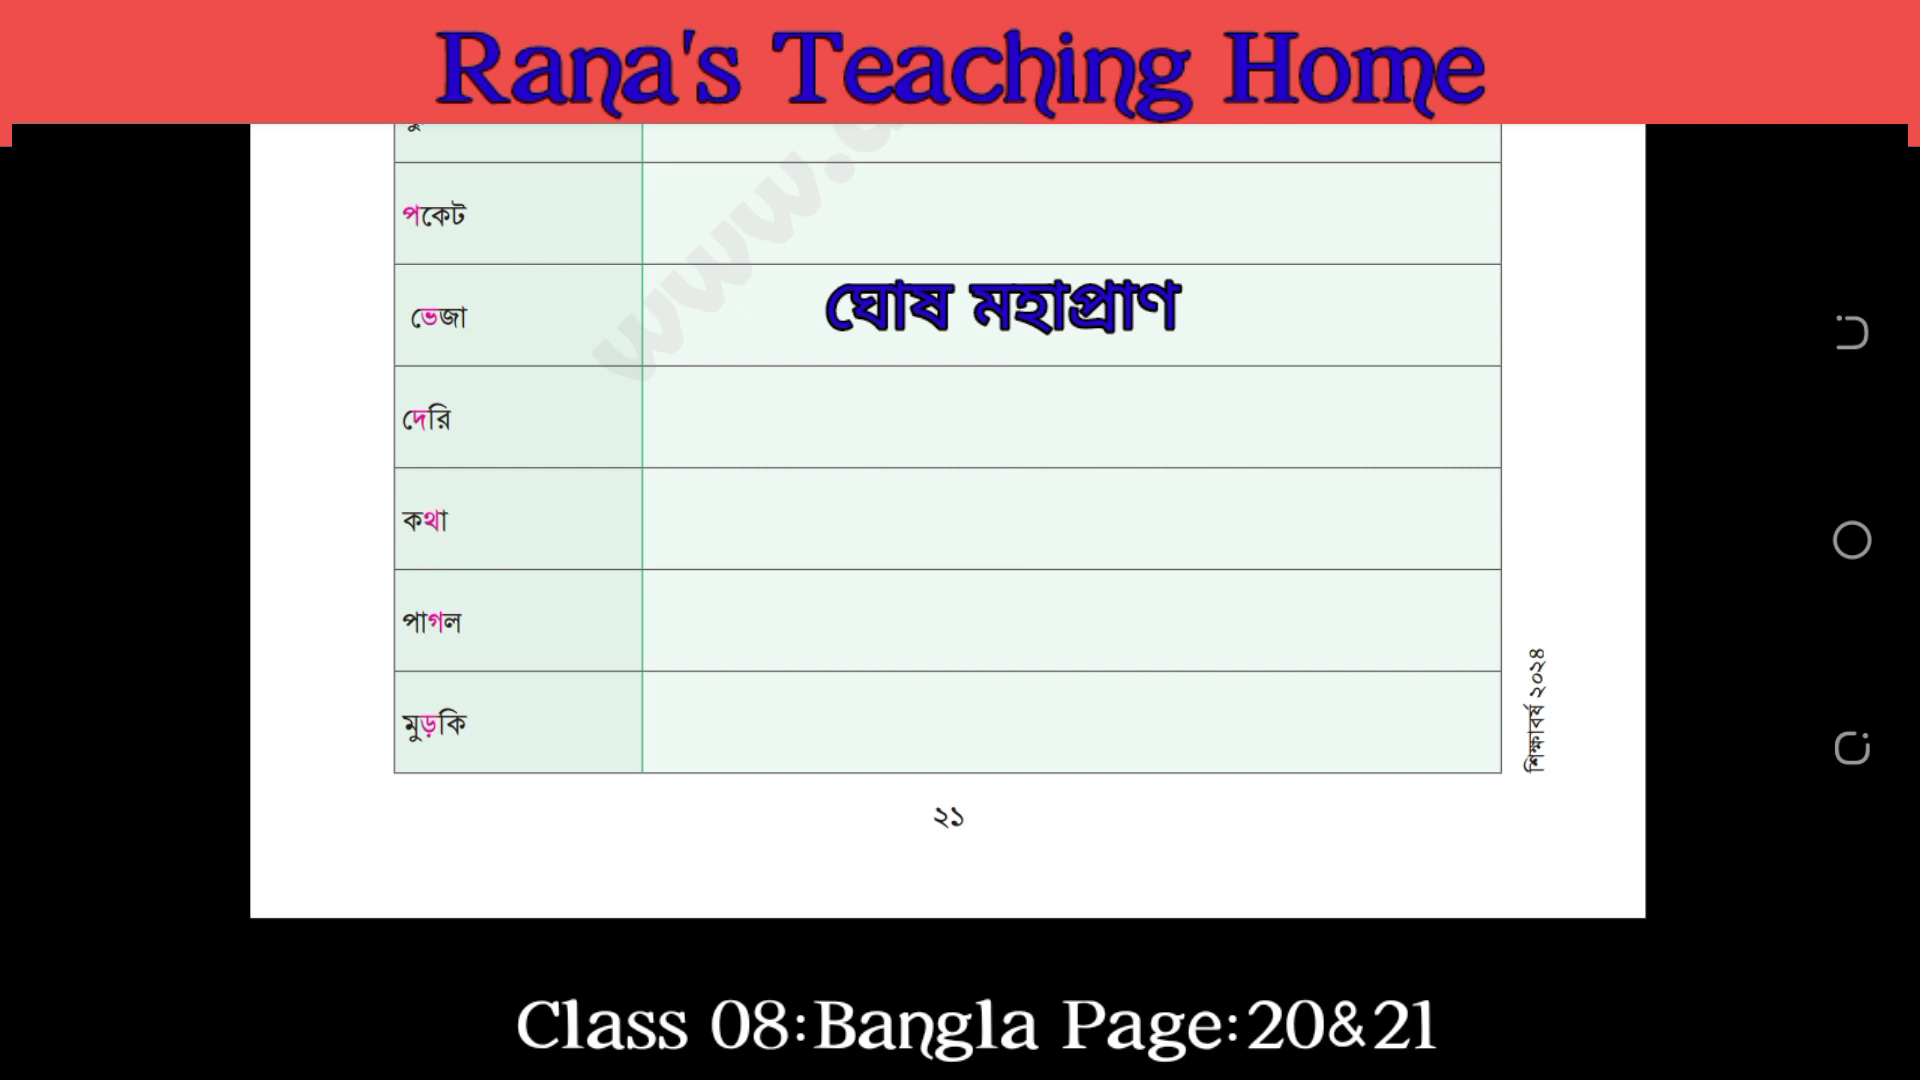 Rana's Teaching Home
পকেট
ভেজা
ঘোষ মহাপ্রাণ
দেরি
কথা
পাগল
মুড়কি
শিক্ষাবর্ষ ২০২৪
২১
Class 08:Bangla Page:20&21